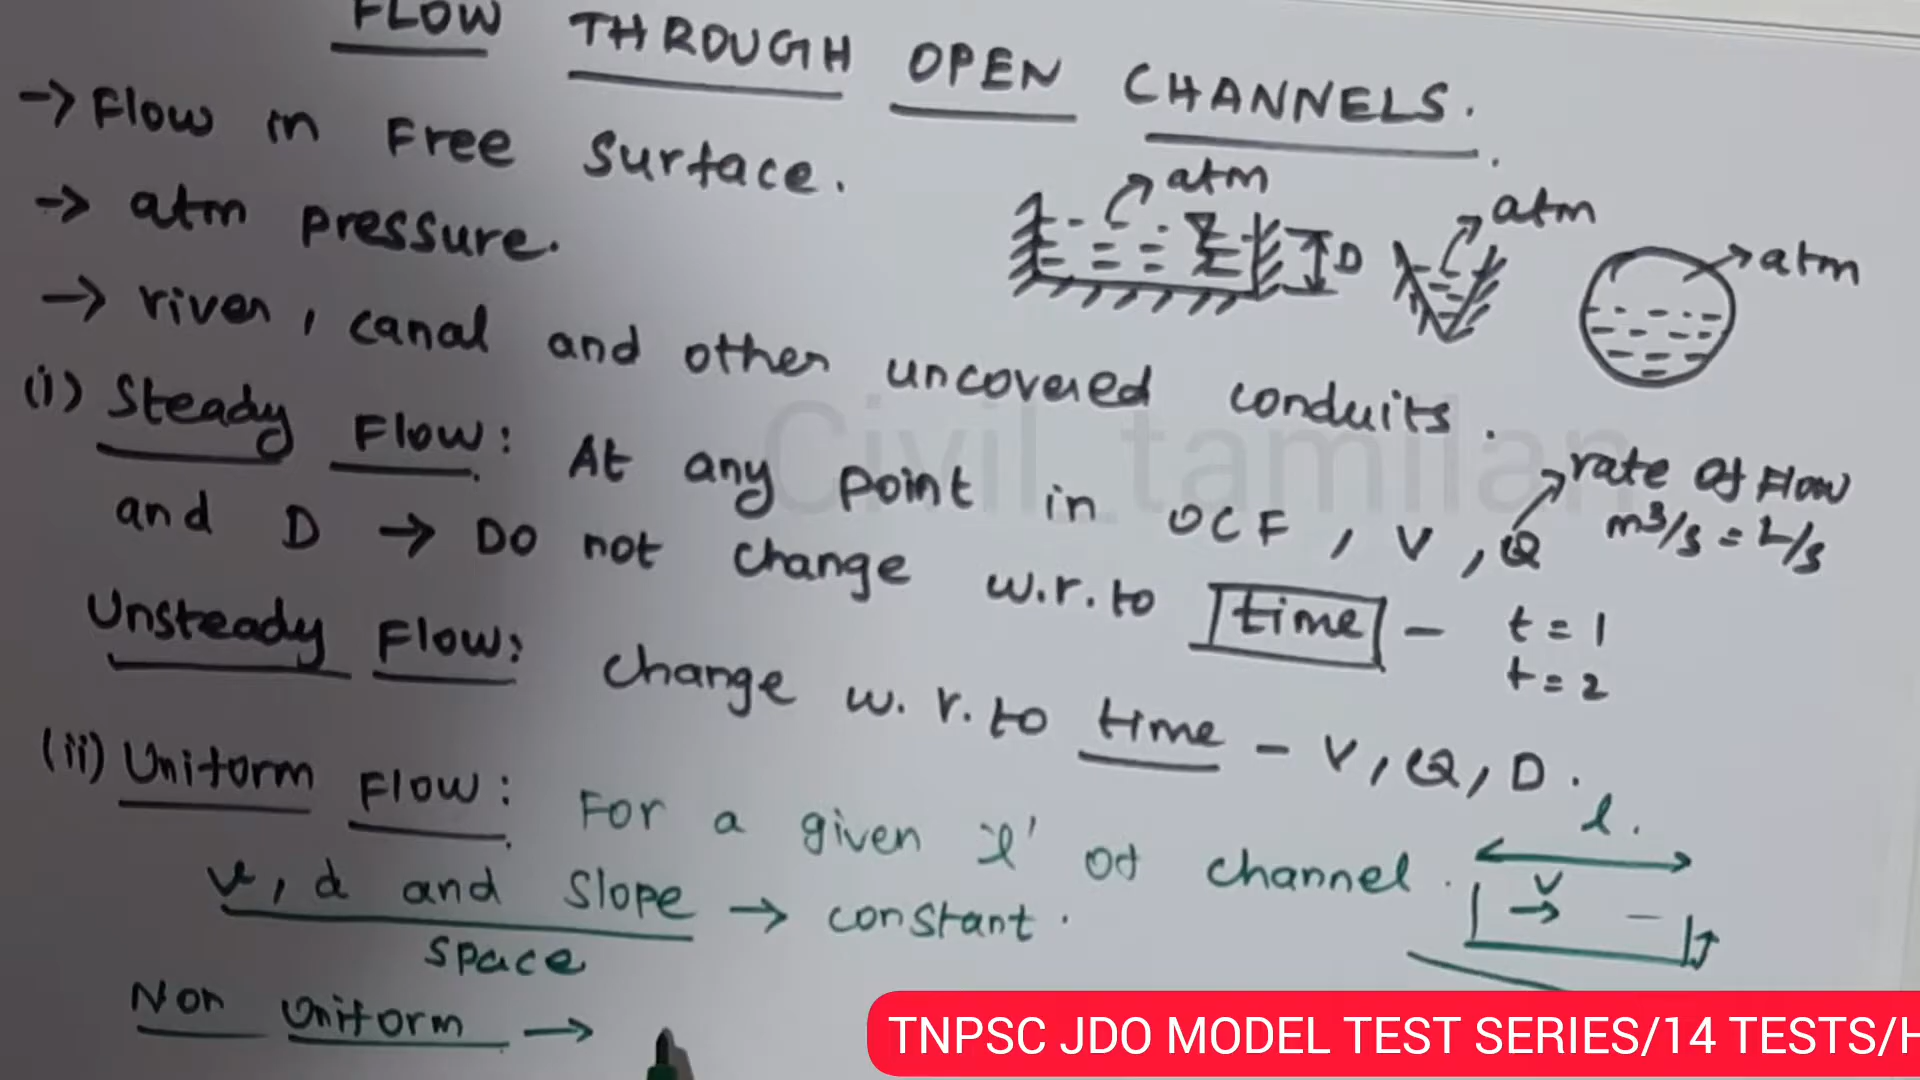 FLOW THROUGH OPEN CHANNELS.
→ Flow in Free surface.
→ atm pressure.
atm
D
atm
atm
→ river, canal and other uncovered conduits.
(i) Steady Flow: At any point in OCF, V, Q
rate of Flow
m³/s = L/s
and D → Do not change w.r.to time –
t = 1
t = 2
Unsteady Flow: change w.r.to time – V, Q, D.
(ii) Uniform Flow: For a given 'l' of channel.
l.
V
v, d and slope → constant.
space
Non Uniform →
Civil_tamilan
TNPSC JDO MODEL TEST SERIES/14 TESTS/H